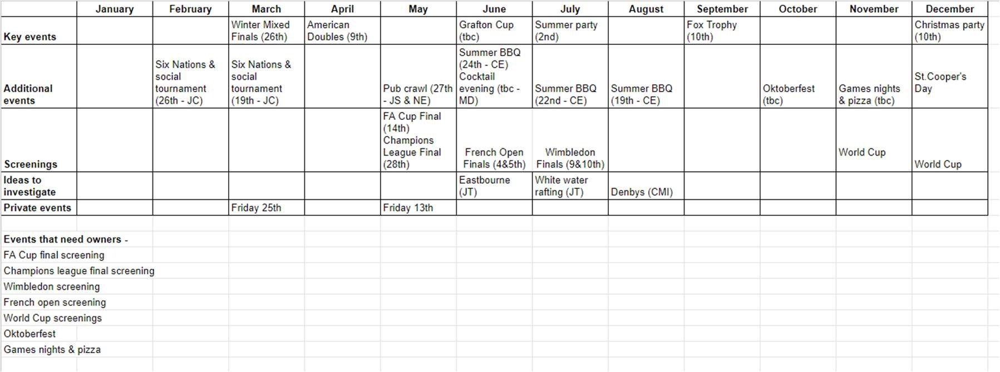 January February March April May June July August September October November December
Key events
Winter Mixed
Finals (26th)
American
Doubles (9th)
Grafton Cup
(tbc)
Summer party
(2nd)
Fox Trophy
(10th)
Christmas party
(10th)
Additional
events
Six Nations &
social
tournament
(26th - JC)
Six Nations &
social
tournament
(19th - JC)
Pub crawl (27th
- JS & NE)
Summer BBQ
(24th - CE)
Cocktail
evening (tbc -
MD)
Summer BBQ
(22nd - CE)
Summer BBQ
(19th - CE)
Oktoberfest
(tbc)
Games nights
& pizza (tbc)
St.Cooper's
Day
Screenings
FA Cup Final
(14th)
Champions
League Final
(28th)
French Open
Finals (4&5th)
Wimbledon
Finals (9&10th)
World Cup
World Cup
Ideas to
investigate
Eastbourne
(JT)
White water
rafting (JT)
Denbys (CMI)
Private events
Friday 25th
Friday 13th
Events that need owners -
FA Cup final screening
Champions league final screening
Wimbledon screening
French open screening
World Cup screenings
Oktoberfest
Games nights & pizza